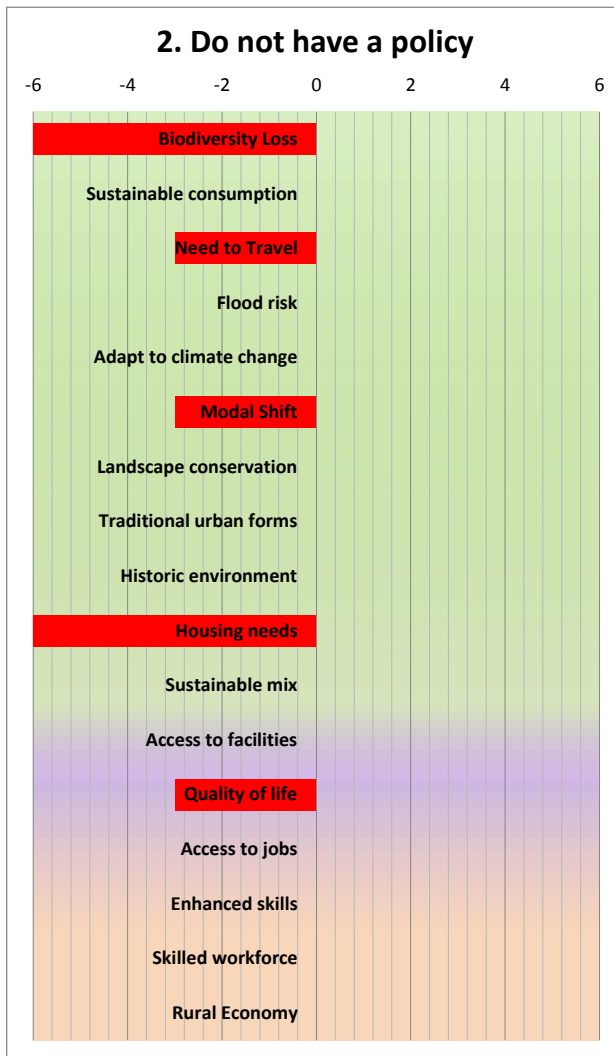 2. Do not have a policy
-6 -4 -2 0 2 4 6
Biodiversity Loss
Sustainable consumption
Need to Travel
Flood risk
Adapt to climate change
Modal Shift
Landscape conservation
Traditional urban forms
Historic environment
Housing needs
Sustainable mix
Access to facilities
Quality of life
Access to jobs
Enhanced skills
Skilled workforce
Rural Economy